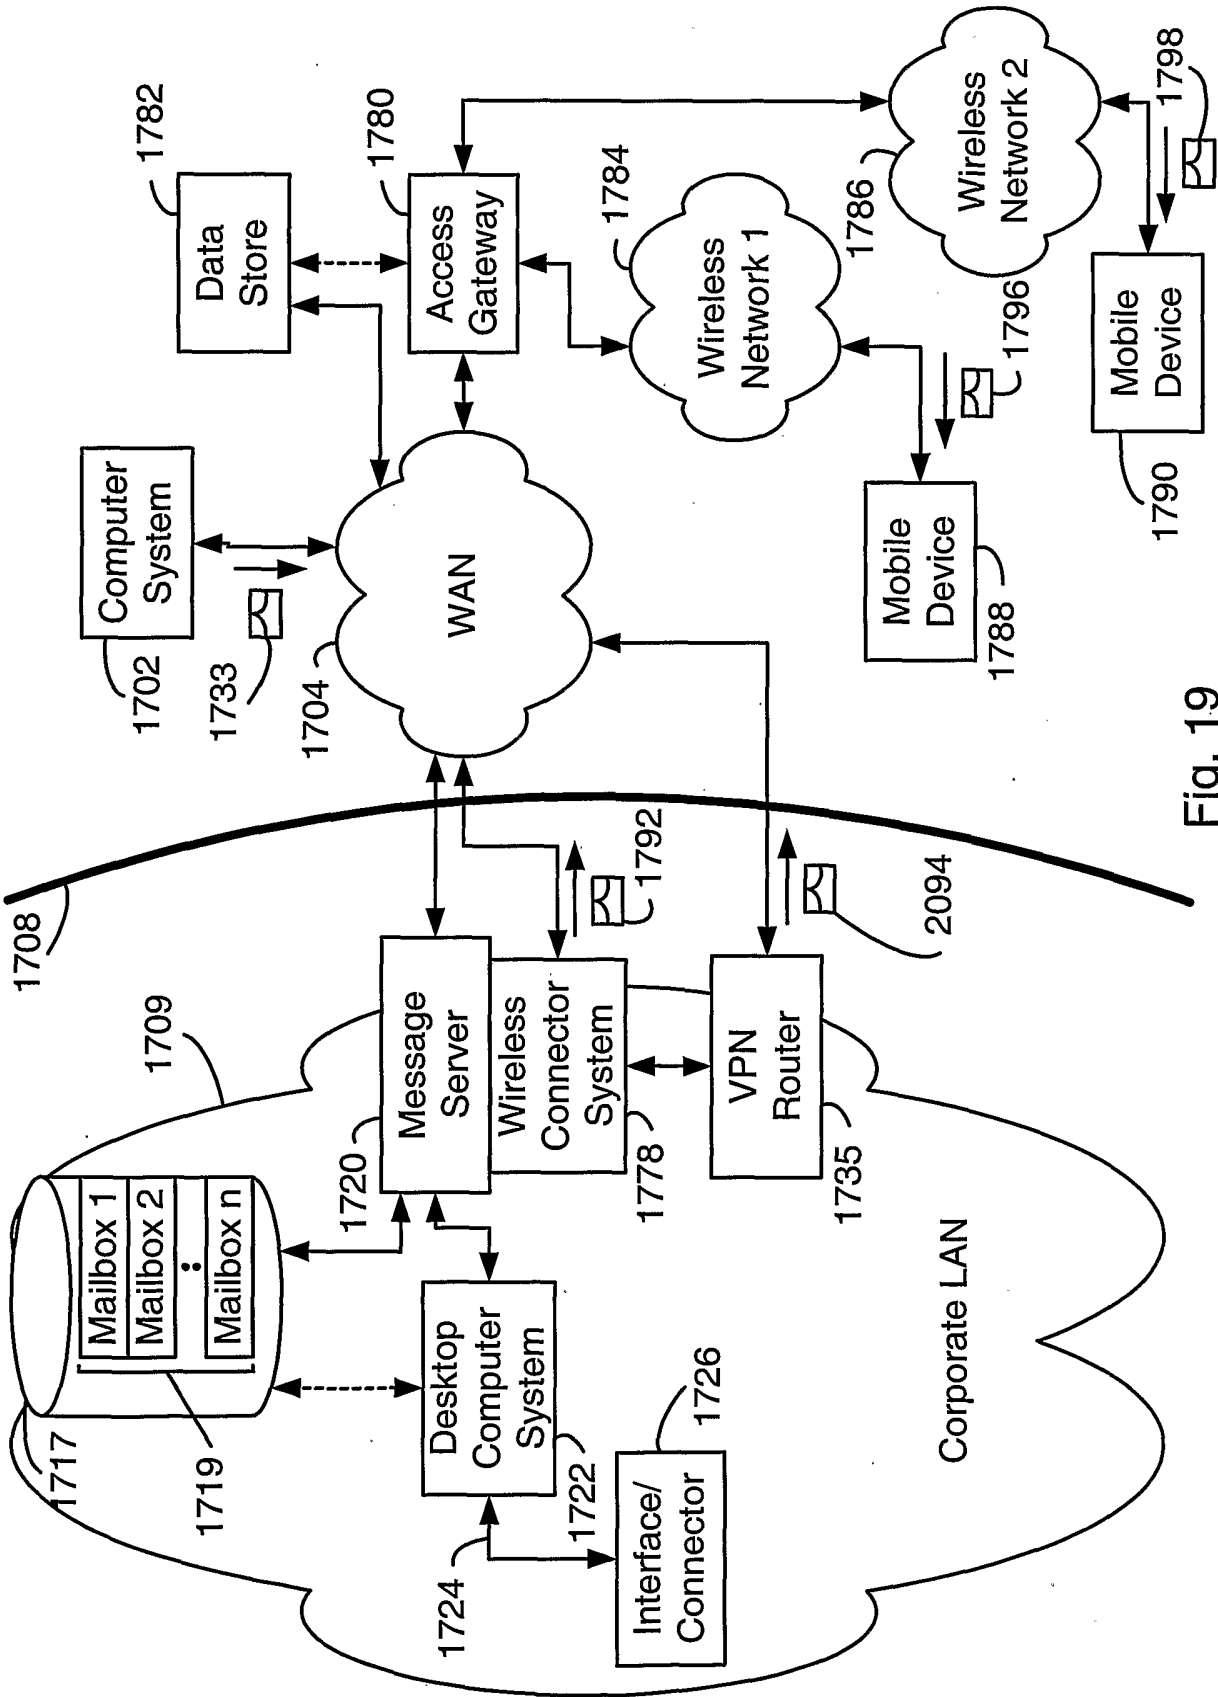 1708
1709
1717
Mailbox 1
Mailbox 2
Mailbox n
1719
1720
Message
Server
Wireless
Connector
System
1778
VPN
Router
1735
Desktop
Computer
System
1722
1724
Interface/
Connector
1726
Corporate LAN
1792
2094
Computer
System
1702
1733
1704
WAN
Data
Store
1782
Access
Gateway
1780
Wireless
Network 1
1784
Wireless
Network 2
1786
Mobile
Device
1788
1796
Mobile
Device
1790
1798
Fig. 19